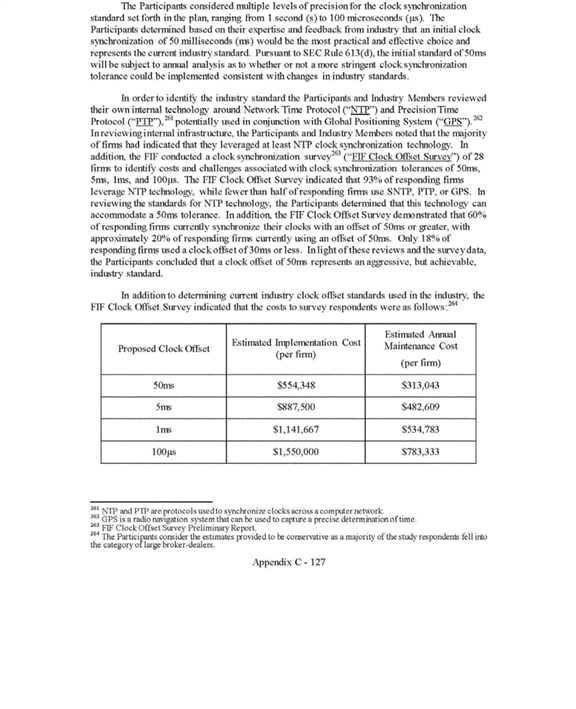 The Participants considered multiple levels of precision for the clock synchronization
standard set forth in the plan, ranging from 1 second (s) to 100 microseconds (µs). The
Participants determined based on their expertise and feedback from industry that an initial clock
synchronization of 50 milliseconds (ms) would be the most practical and effective choice and
represents the current industry standard. Pursuant to SEC Rule 613(d), the initial standard of 50ms
will be subject to annual analysis as to whether or not a more stringent clock synchronization
tolerance could be implemented consistent with changes in industry standards.
In order to identify the industry standard the Participants and Industry Members reviewed
their own internal technology around Network Time Protocol ("NTP") and Precision Time
Protocol ("PTP"),261 potentially used in conjunction with Global Positioning System ("GPS").262
In reviewing internal infrastructure, the Participants and Industry Members noted that the majority
of firms had indicated that they leveraged at least NTP clock synchronization technology. In
addition, the FIF conducted a clock synchronization survey263 ("FIF Clock Offset Survey") of 28
firms to identify costs and challenges associated with clock synchronization tolerances of 50ms,
5ms, 1ms, and 100µs. The FIF Clock Offset Survey indicated that 93% of responding firms
leverage NTP technology, while fewer than half of responding firms use SNTP, PTP, or GPS. In
reviewing the standards for NTP technology, the Participants determined that this technology can
accommodate a 50ms tolerance. In addition, the FIF Clock Offset Survey demonstrated that 60%
of responding firms currently synchronize their clocks with an offset of 50ms or greater, with
approximately 20% of responding firms currently using an offset of 50ms. Only 18% of
responding firms used a clock offset of 30ms or less. In light of these reviews and the survey data,
the Participants concluded that a clock offset of 50ms represents an aggressive, but achievable,
industry standard.
In addition to determining current industry clock offset standards used in the industry, the
FIF Clock Offset Survey indicated that the costs to survey respondents were as follows:264
Proposed Clock Offset
Estimated Implementation Cost
(per firm)
Estimated Annual
Maintenance Cost
(per firm)
50ms $554,348 $313,043
5ms $887,500 $482,609
1ms $1,141,667 $534,783
100µs $1,550,000 $783,333
261 NTP and PTP are protocols used to synchronize clocks across a computer network.
262 GPS is a radio navigation system that can be used to capture a precise determination of time.
263 FIF Clock Offset Survey Preliminary Report.
264 The Participants consider the estimates provided to be conservative as a majority of the study respondents fell into
the category of large broker-dealers.
Appendix C - 127